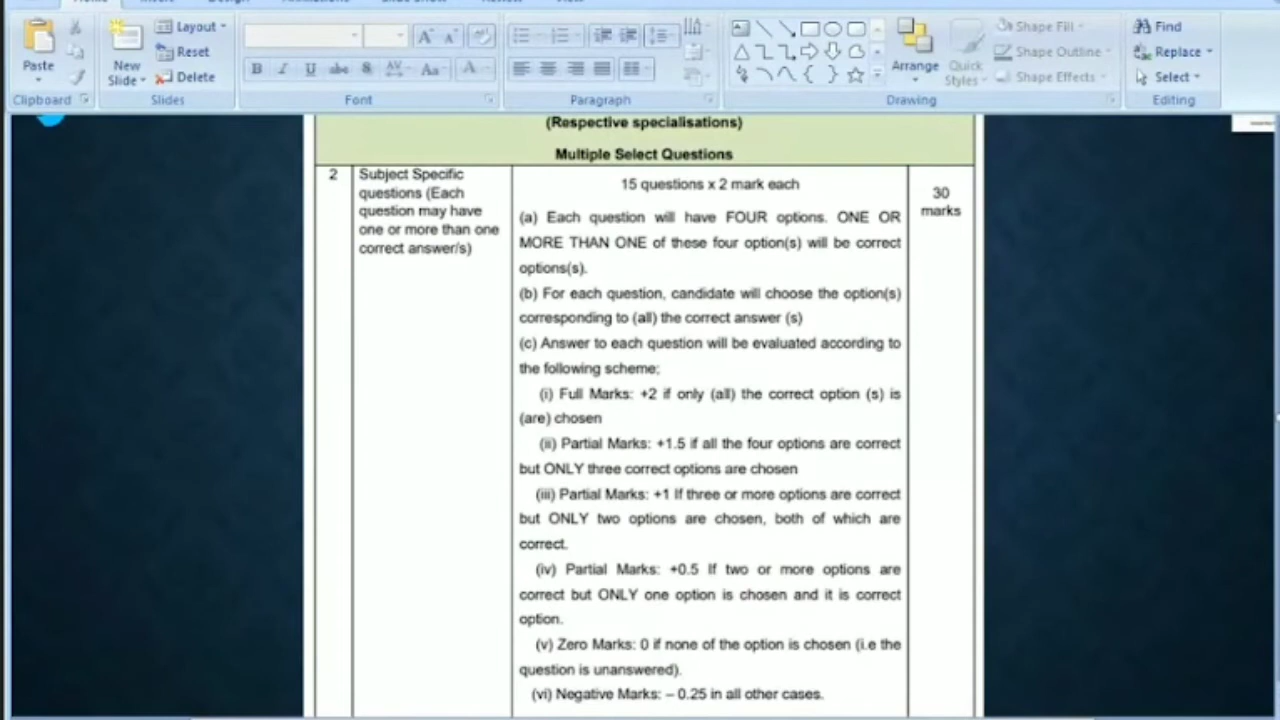 Home
Layout
Reset
Delete
Paste
New
Slide
Clipboard
Slides
B I U abc S AV Aa A
Font
Paragraph
Arrange
Quick
Styles
Shape Fill
Shape Outline
Shape Effects
Drawing
Find
Replace
Select
Editing
(Respective specialisations)
Multiple Select Questions
2
Subject Specific
questions (Each
question may have
one or more than one
correct answer/s)
15 questions x 2 mark each
(a) Each question will have FOUR options. ONE OR
MORE THAN ONE of these four option(s) will be correct
options(s).
(b) For each question, candidate will choose the option(s)
corresponding to (all) the correct answer (s)
(c) Answer to each question will be evaluated according to
the following scheme;
(i) Full Marks: +2 if only (all) the correct option (s) is
(are) chosen
(ii) Partial Marks: +1.5 if all the four options are correct
but ONLY three correct options are chosen
(iii) Partial Marks: +1 If three or more options are correct
but ONLY two options are chosen, both of which are
correct.
(iv) Partial Marks: +0.5 If two or more options are
correct but ONLY one option is chosen and it is correct
option.
(v) Zero Marks: 0 if none of the option is chosen (i.e the
question is unanswered).
(vi) Negative Marks: – 0.25 in all other cases.
30
marks